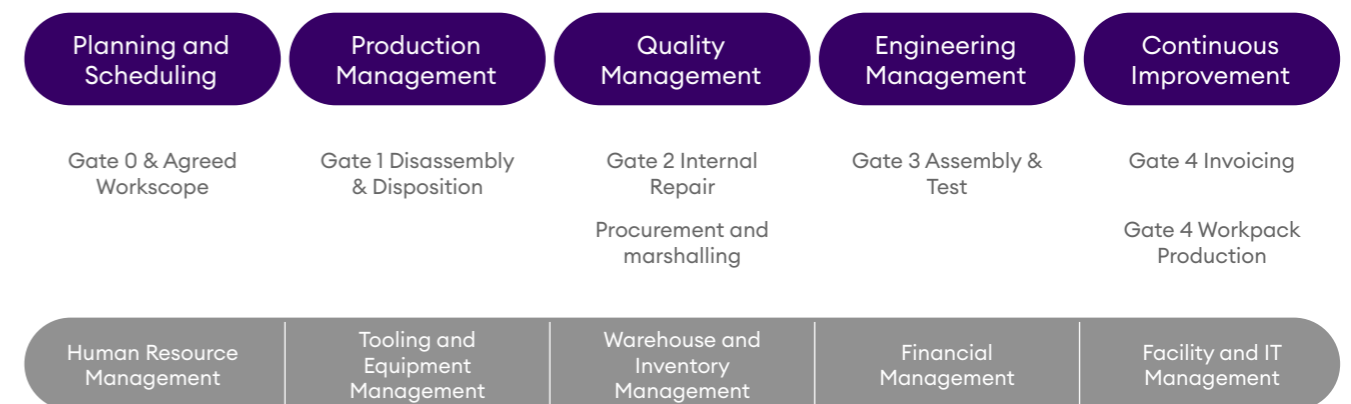 Planning and
Scheduling
Production
Management
Quality
Management
Engineering
Management
Continuous
Improvement
Gate 0 & Agreed
Workscope
Gate 1 Disassembly
& Disposition
Gate 2 Internal
Repair
Procurement and
marshalling
Gate 3 Assembly &
Test
Gate 4 Invoicing
Gate 4 Workpack
Production
Human Resource
Management
Tooling and
Equipment
Management
Warehouse and
Inventory
Management
Financial
Management
Facility and IT
Management